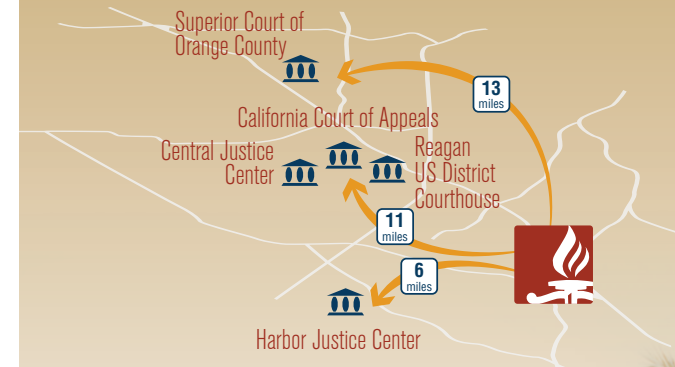 Superior Court of
Orange County
13
miles
California Court of Appeals
Central Justice
Center
Reagan
US District
Courthouse
11
miles
6
miles
Harbor Justice Center